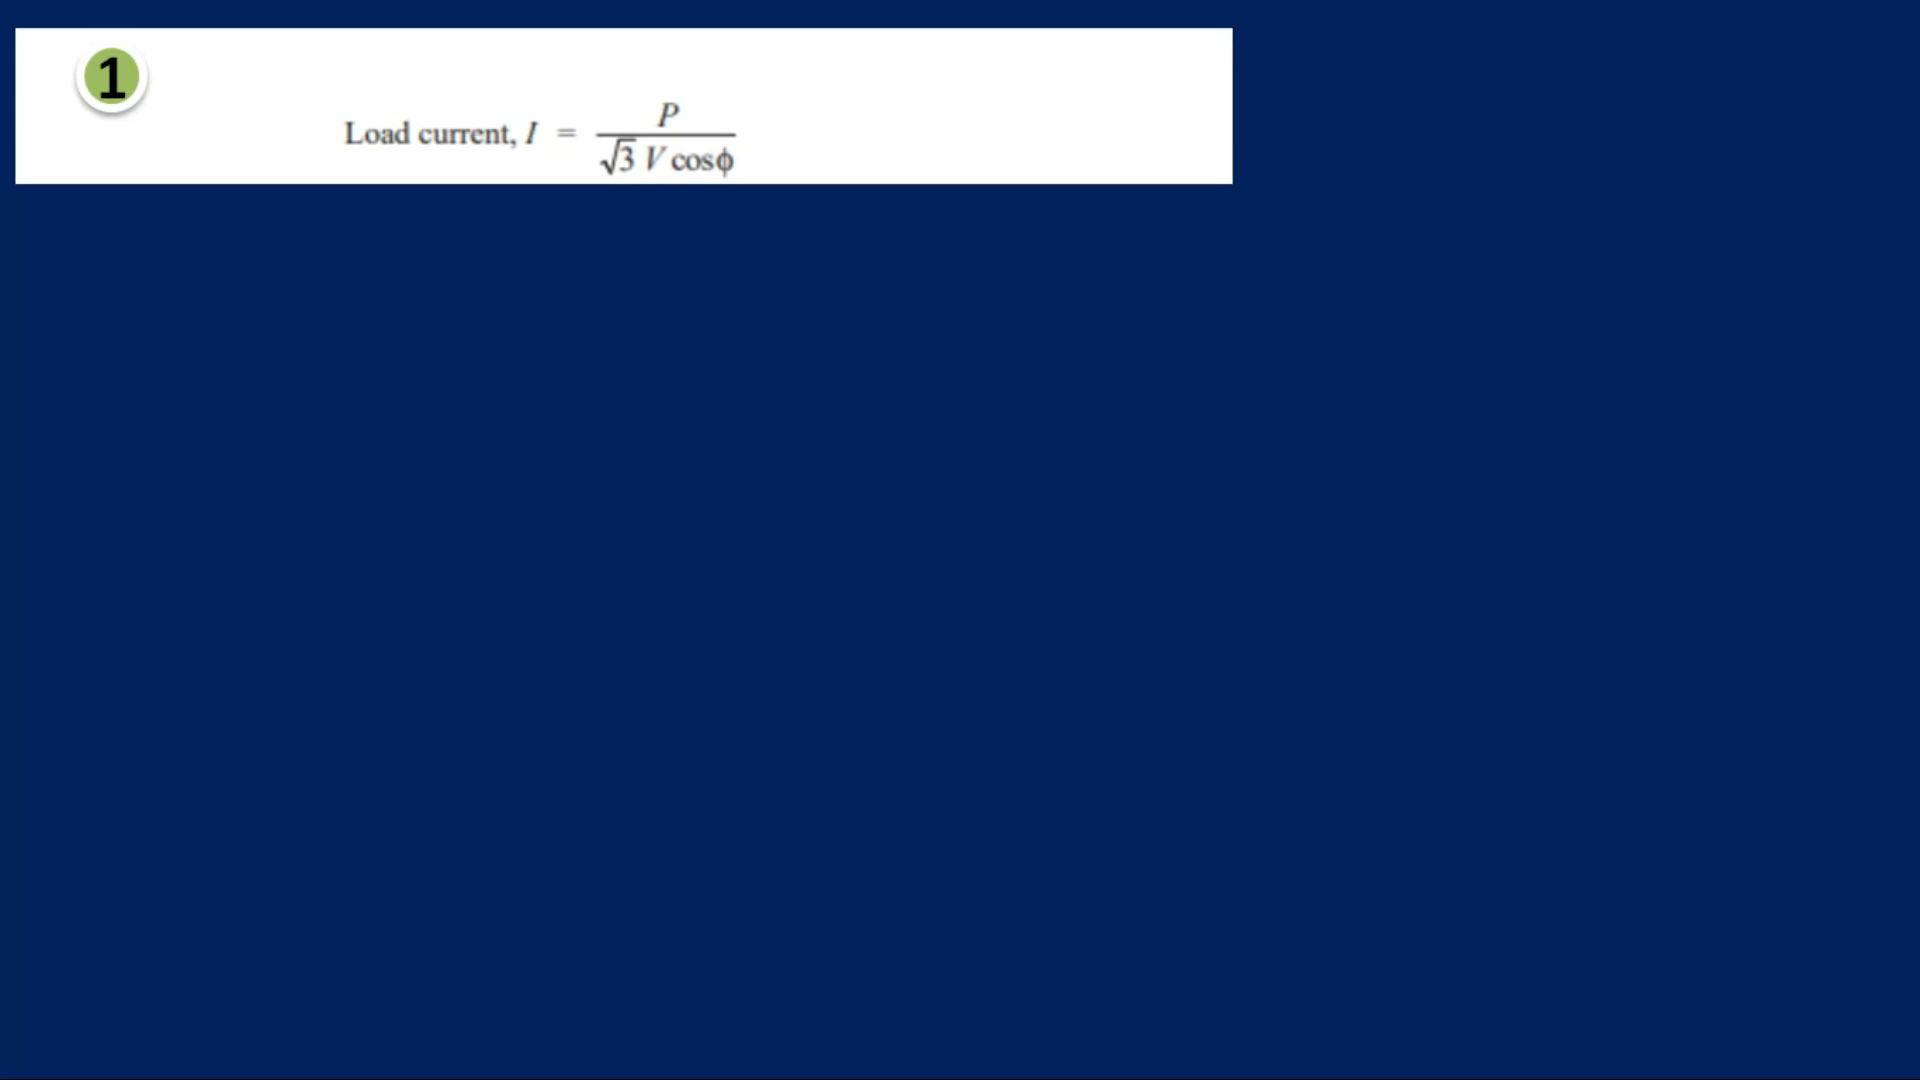 1
Load current, I = P / √3 V cosϕ